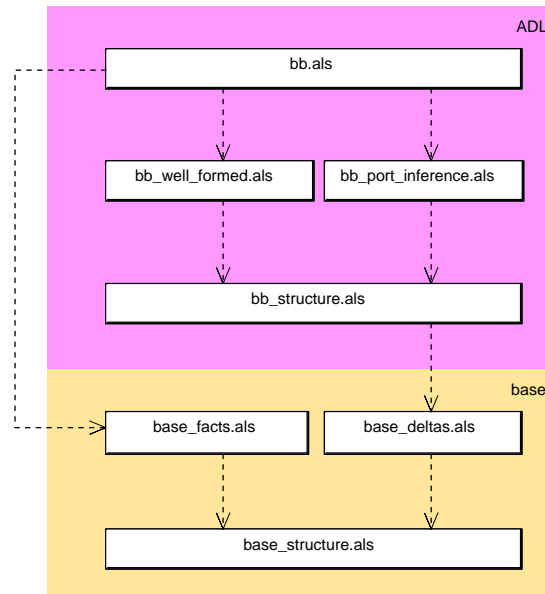 ADL
bb.als
bb_well_formed.als
bb_port_inference.als
bb_structure.als
base
base_facts.als
base_deltas.als
base_structure.als